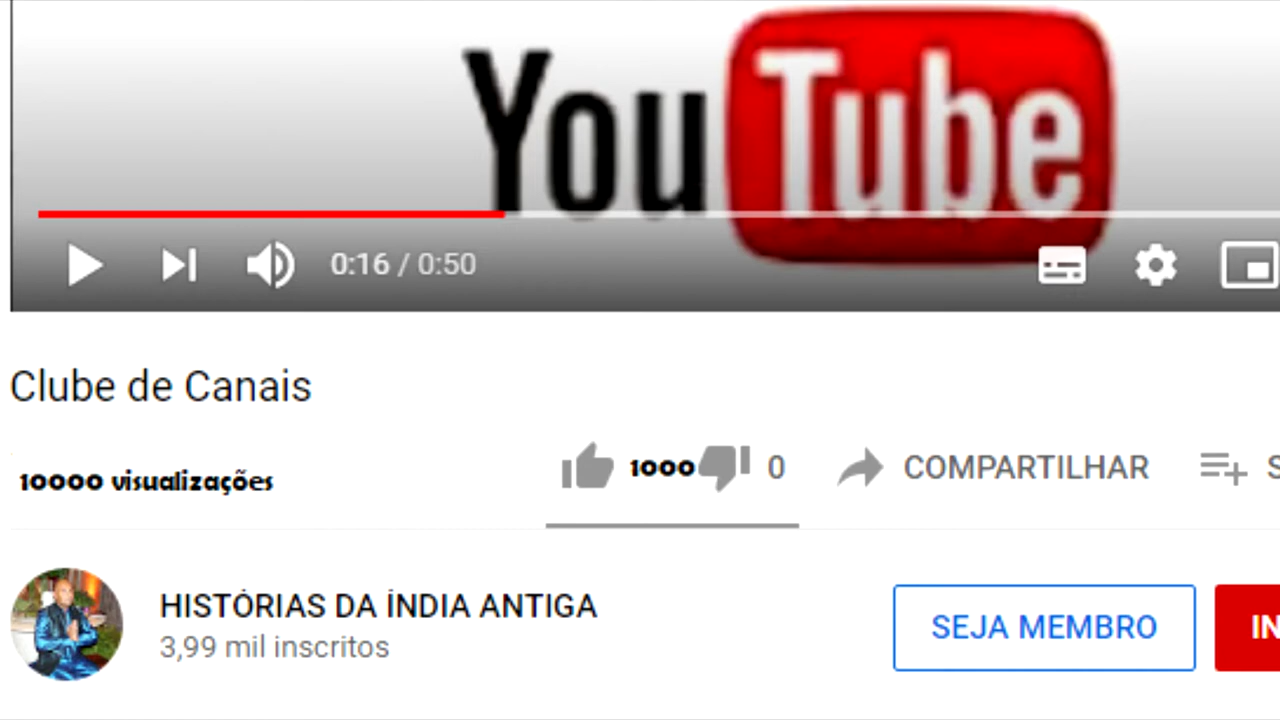 YouTube
0:16 / 0:50
Clube de Canais
10000 visualizações
1000 0 COMPARTILHAR S
HISTÓRIAS DA ÍNDIA ANTIGA
3,99 mil inscritos
SEJA MEMBRO IN